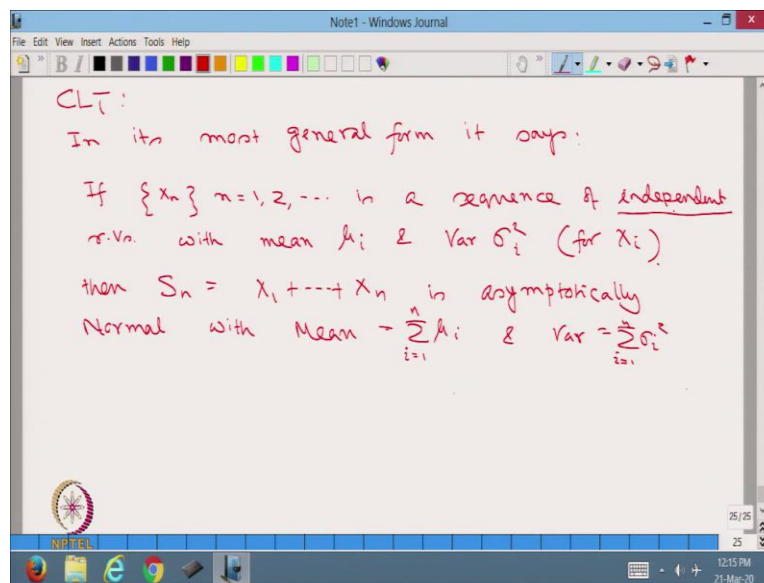 Note1 - Windows Journal
File Edit View Insert Actions Tools Help
B I
CLT:
In its most general form it says:
If {Xn} n=1, 2, --- is a sequence of independent
r.vs. with mean μi & Var σi² (for Xi)
then Sn = X1 + --- + Xn is asymptotically
Normal with Mean = ∑_{i=1}^{n} μi & Var = ∑_{i=1}^{n} σi²
NPTEL
25/25
25
12:15 PM
21-Mar-20